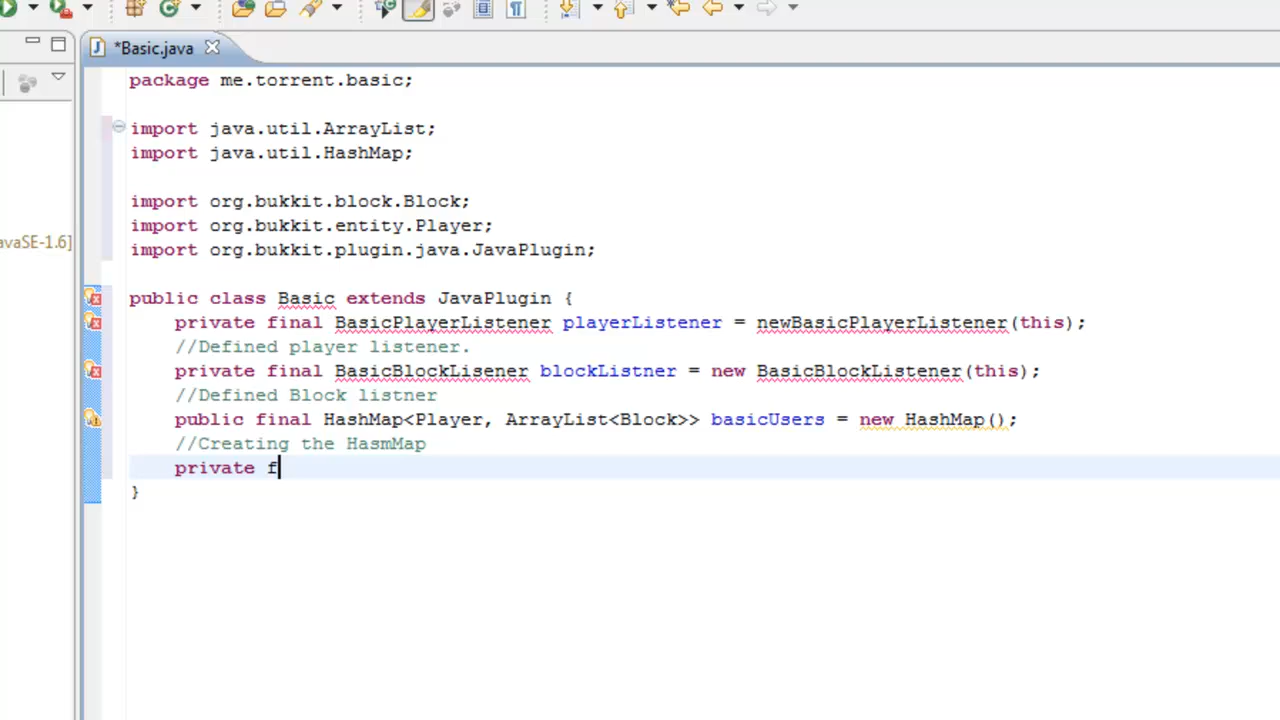 *Basic.java
package me.torrent.basic;
import java.util.ArrayList;
import java.util.HashMap;
import org.bukkit.block.Block;
import org.bukkit.entity.Player;
avaSE-1.6]
import org.bukkit.plugin.java.JavaPlugin;
public class Basic extends JavaPlugin {
private final BasicPlayerListener playerListener = newBasicPlayerListener(this);
//Defined player listener.
private final BasicBlockLisener blockListner = new BasicBlockListener(this);
//Defined Block listner
public final HashMap<Player, ArrayList<Block>> basicUsers = new HashMap();
//Creating the HasmMap
private f
}